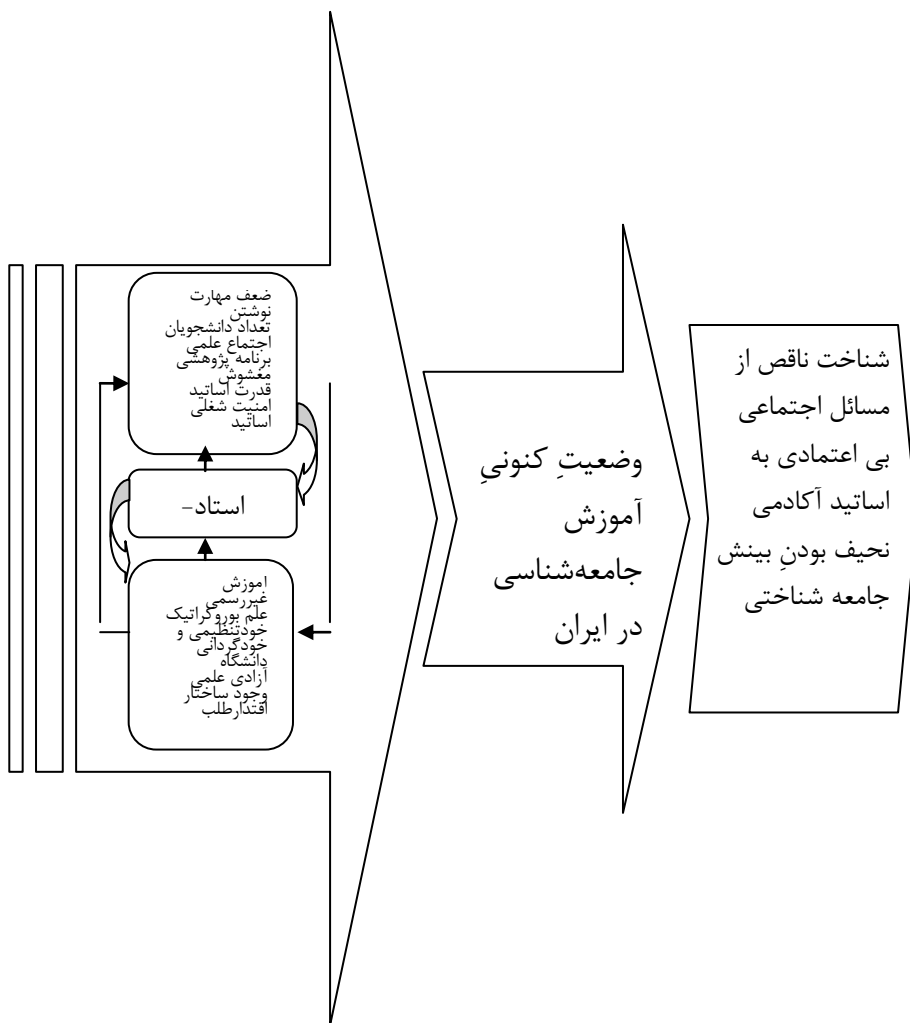 ضعف مهارت
نوشتن
تعداد دانشجویان
اجتماع علمی
برنامه پژوهشی
مغشوش
قدرت اساتید
امنیت شغلی
اساتید
استاد-
اموزش
غیررسمی
علم بوروکراتیک
خودتنظیمی و
خودگردانی
دانشگاه
آزادی علمی
وجود ساختار
اقتدارطلب
وضعیتِ کنونیِ
آموزش
جامعه‌شناسی
در ایران
شناخت ناقص از
مسائل اجتماعی
بی اعتمادی به
اساتید آکادمی
نحیف بودنِ بینش
جامعه شناختی